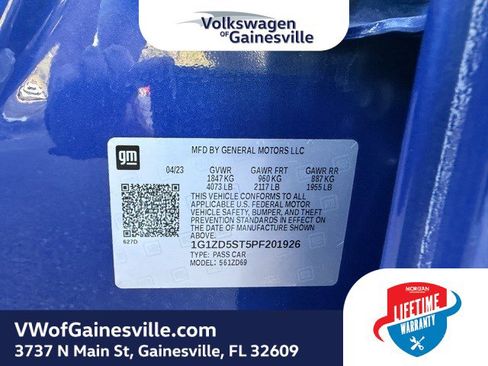 Volkswagen
OF Gainesville
MFD BY GENERAL MOTORS LLC
gm
04/23 GVWR GAWR FRT GAWR RR
1847 KG 960 KG 887 KG
4073 LB 2117 LB 1955 LB
THIS VEHICLE CONFORMS TO ALL
APPLICABLE U.S. FEDERAL MOTOR
VEHICLE SAFETY, BUMPER, AND THEFT
PREVENTION STANDARDS IN EFFECT ON
THE DATE OF MANUFACTURE SHOWN
ABOVE.
1G1ZD5ST5PF201926
627D
TYPE: PASS CAR
MODEL: 561ZD69
VWofGainesville.com
3737 N Main St, Gainesville, FL 32609
MORGAN
LIFETIME
WARRANTY